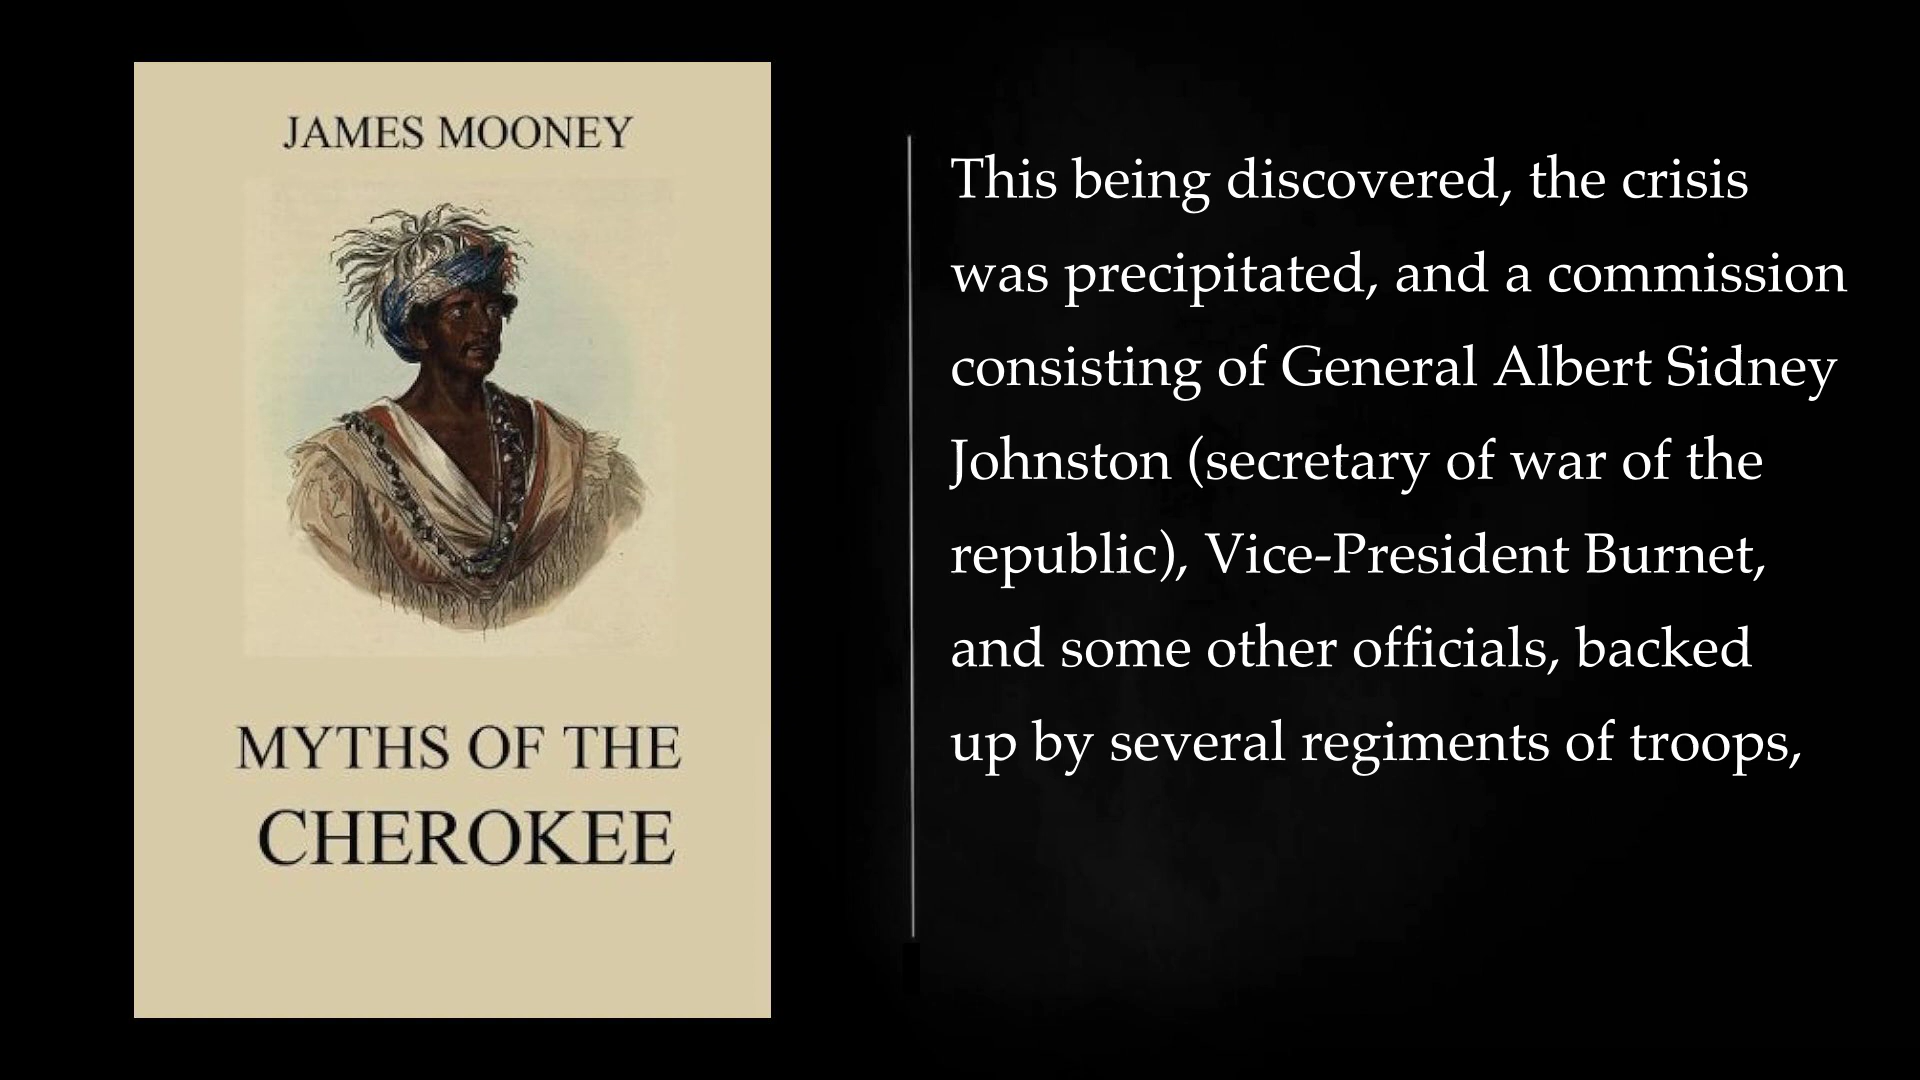 JAMES MOONEY
MYTHS OF THE
CHEROKEE
This being discovered, the crisis
was precipitated, and a commission
consisting of General Albert Sidney
Johnston (secretary of war of the
republic), Vice-President Burnet,
and some other officials, backed
up by several regiments of troops,